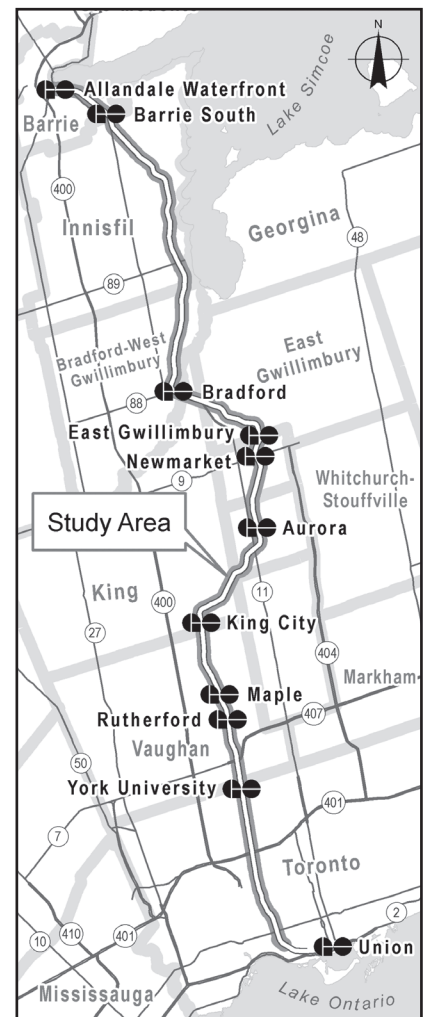 N
Allandale Waterfront
Barrie South
Barrie
Lake Simcoe
400
Innisfil
Georgina
48
89
Bradford-West
Gwillimbury
East
Gwillimbury
Bradford
88
East Gwillimbury
Newmarket
9
Whitchurch-
Stouffville
Study Area
Aurora
King
400
11
King City
27
404
Markham
Maple
407
Rutherford
Vaughan
50
York University
401
7
Toronto
2
410
401
10
Union
Mississauga
Lake Ontario